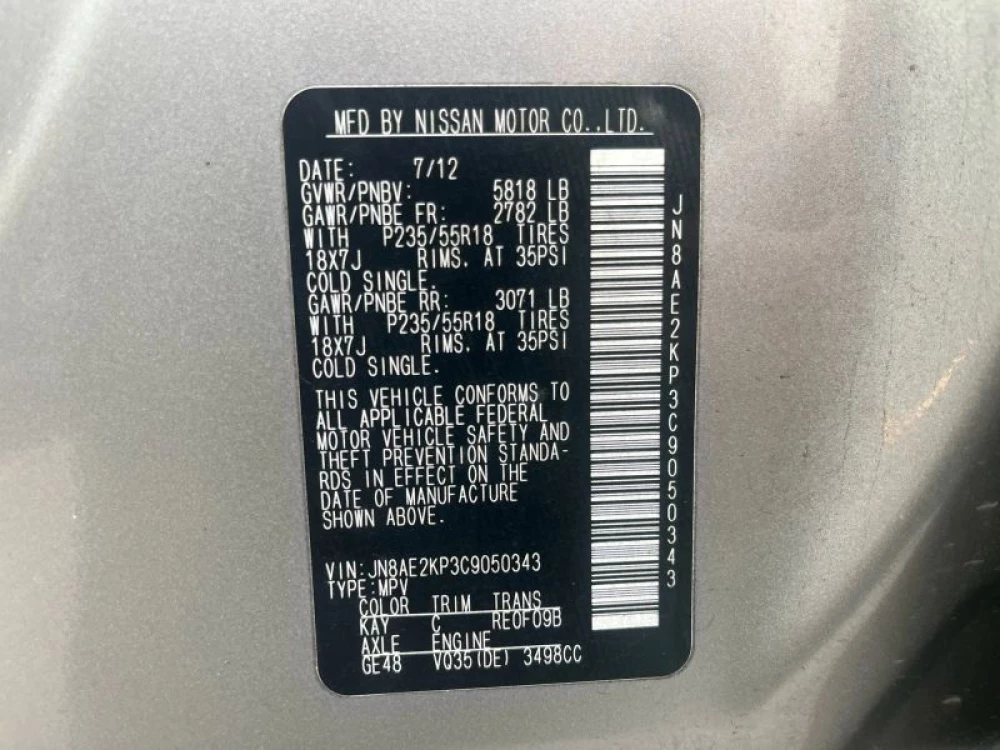 MFD BY NISSAN MOTOR CO.,LTD.
DATE: 7/12
GVWR/PNBV: 5818 LB
GAWR/PNBE FR: 2782 LB
WITH P235/55R18 TIRES
18X7J RIMS. AT 35PSI
COLD SINGLE.
GAWR/PNBE RR: 3071 LB
WITH P235/55R18 TIRES
18X7J RIMS. AT 35PSI
COLD SINGLE.
THIS VEHICLE CONFORMS TO
ALL APPLICABLE FEDERAL
MOTOR VEHICLE SAFETY AND
THEFT PREVENTION STANDA-
RDS IN EFFECT ON THE
DATE OF MANUFACTURE
SHOWN ABOVE.
VIN:JN8AE2KP3C9050343
TYPE:MPV
COLOR TRIM TRANS
KAY C RE0F09B
AXLE ENGINE
GE48 VQ35(DE) 3498CC
JN8AE2KP3C9050343